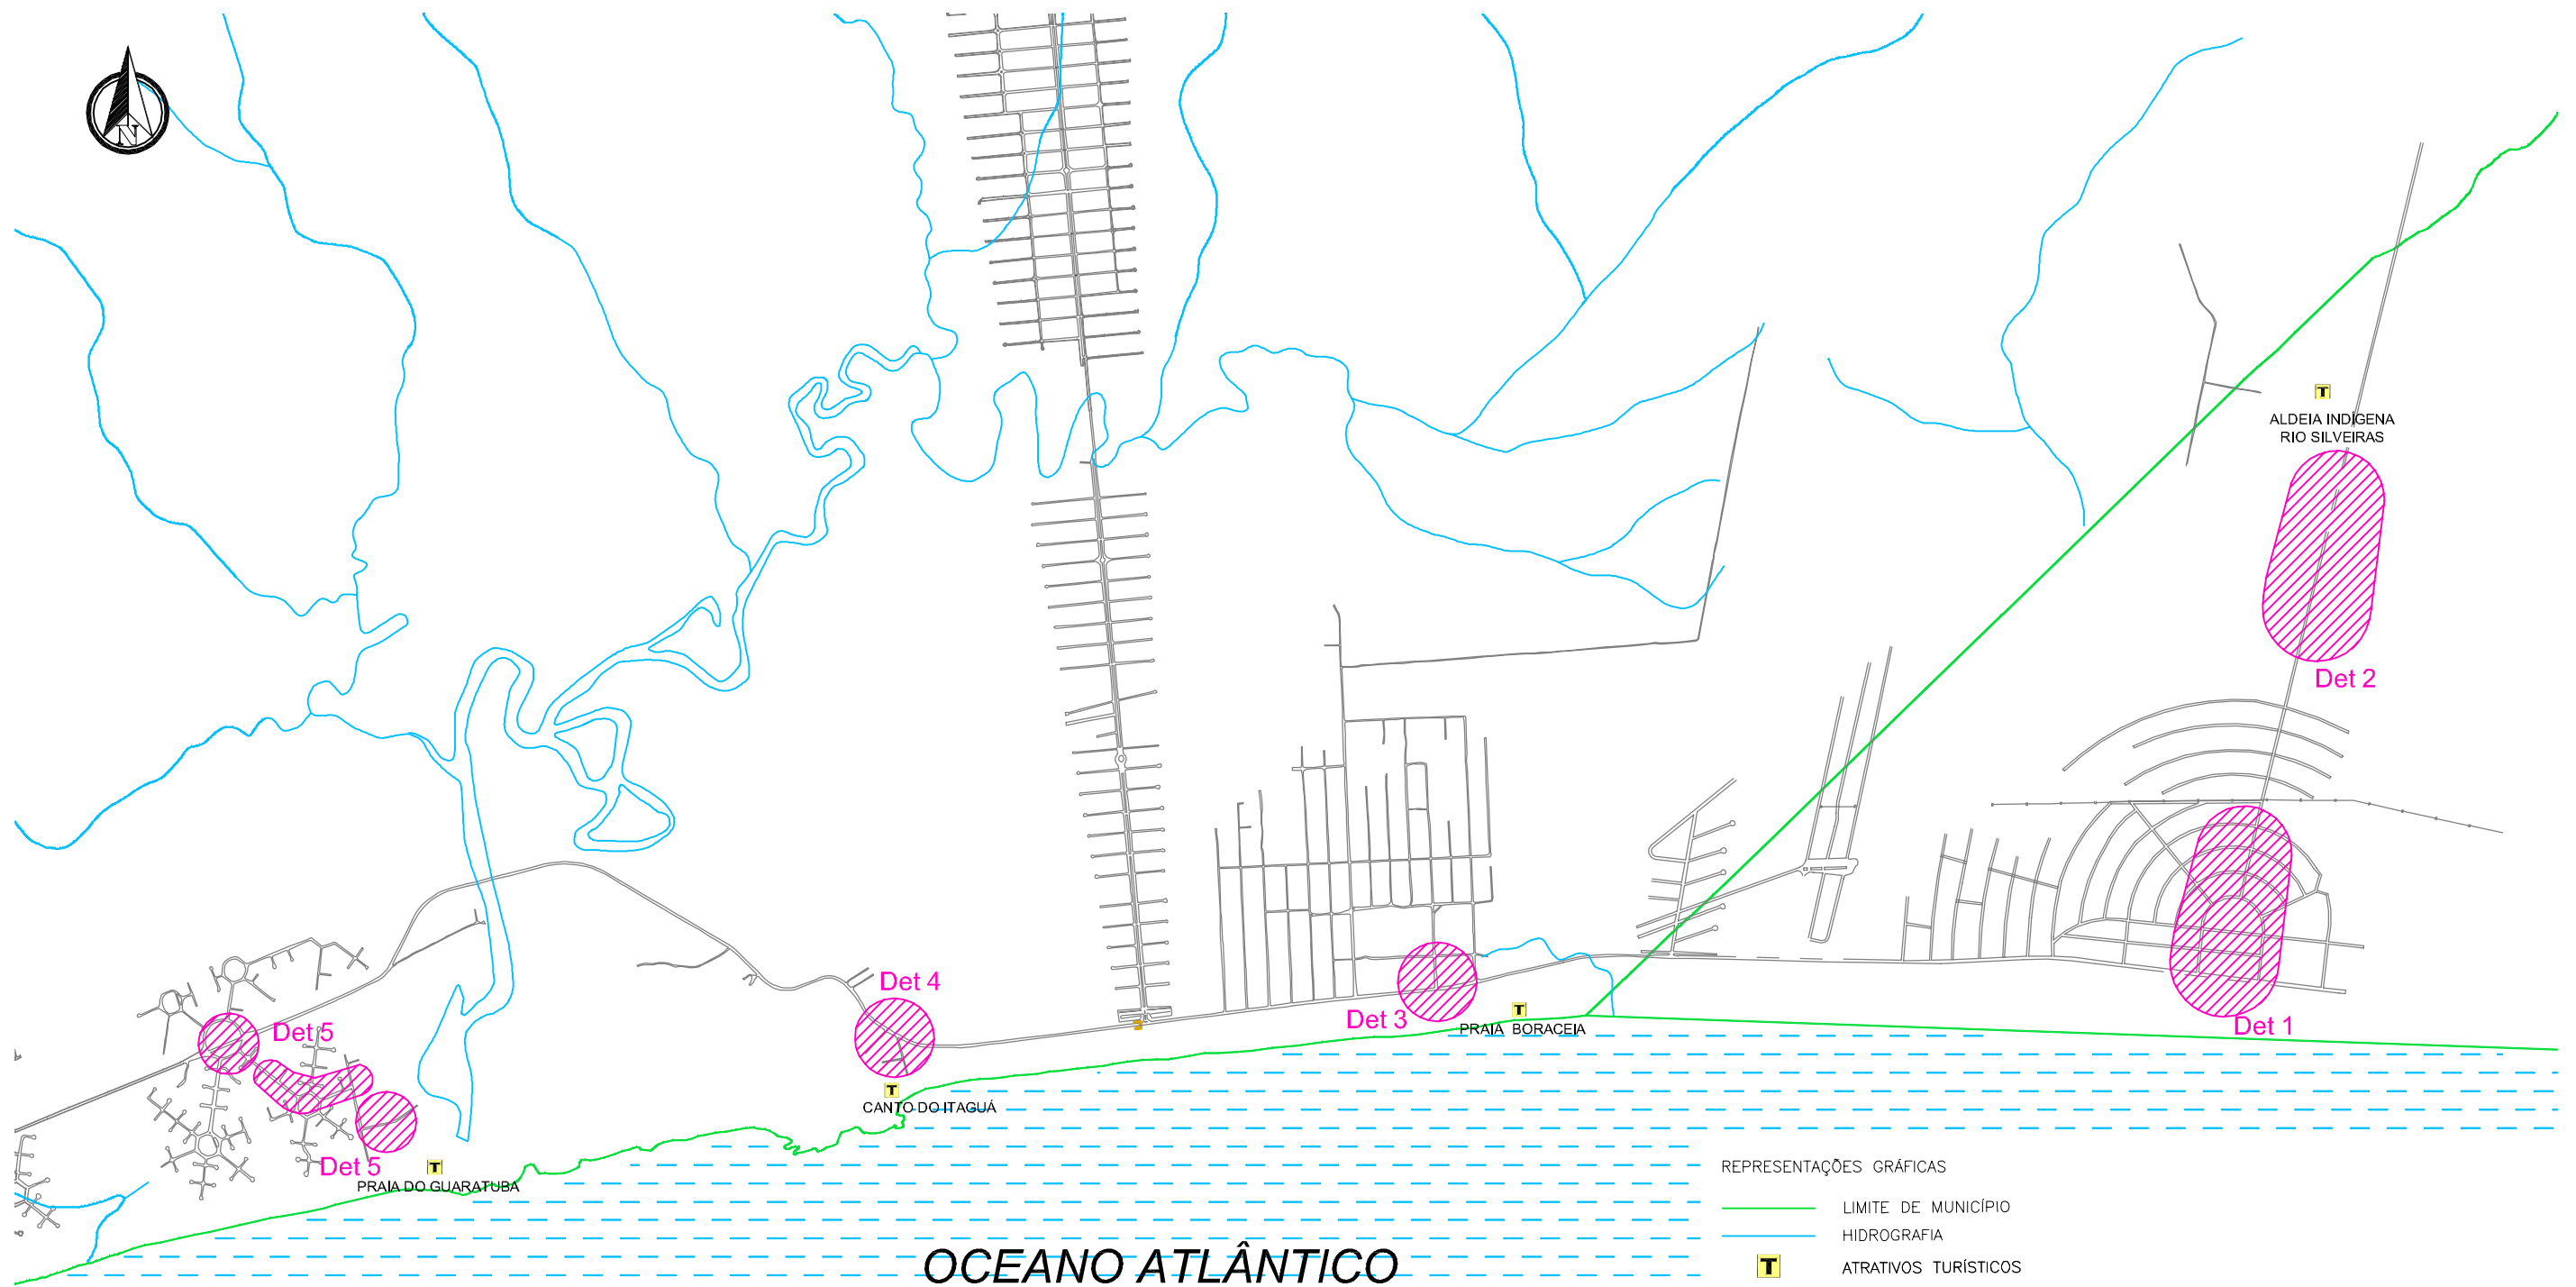 N
T
ALDEIA INDÍGENA
RIO SILVEIRAS
Det 2
Det 4
Det 3
T
PRAIA BORACEIA
Det 1
Det 5
T
CANTO DO ITAGUÁ
Det 5
T
PRAIA DO GUARATUBA
OCEANO ATLÂNTICO
REPRESENTAÇÕES GRÁFICAS
LIMITE DE MUNICÍPIO
HIDROGRAFIA
T ATRATIVOS TURÍSTICOS